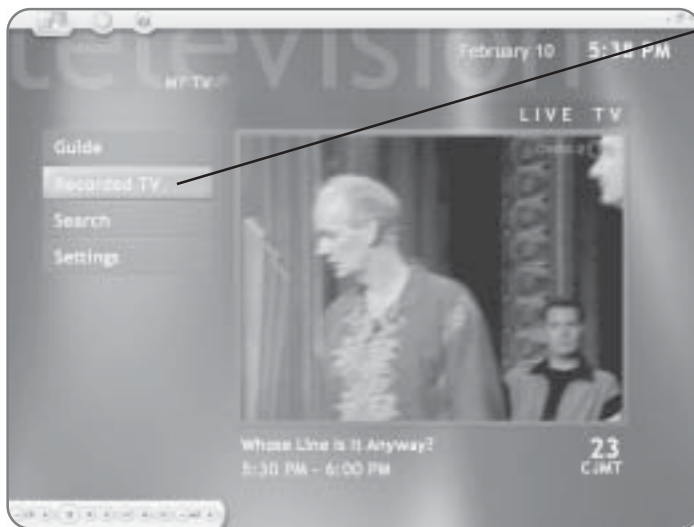 television
February 10 5:38 PM
MY TV
LIVE TV
Guide
Recorded TV
Search
Settings
Whose Line Is It Anyway?
5:30 PM - 6:00 PM
23
CJMT